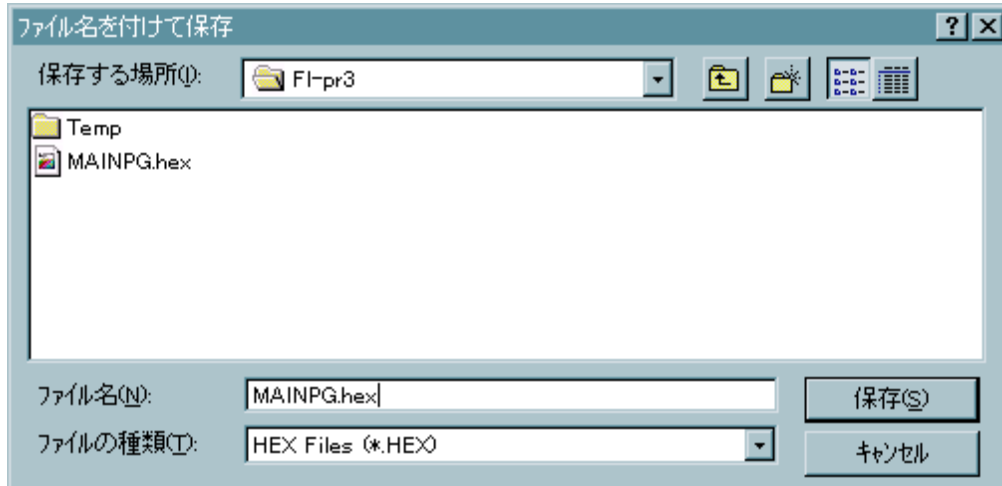 ファイル名を付けて保存
保存する場所(I):
Fl-pr3
Temp
MAINPG.hex
ファイル名(N):
MAINPG.hex
保存(S)
ファイルの種類(T):
HEX Files (*.HEX)
キャンセル